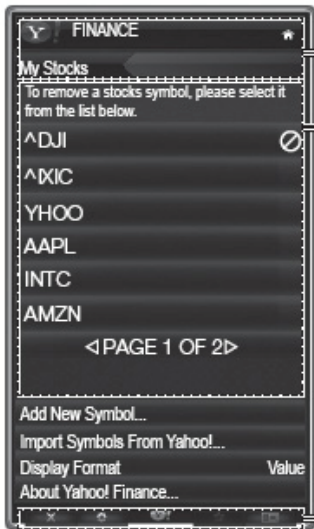 Y! FINANCE
My Stocks
To remove a stocks symbol, please select it
from the list below.
^DJI
^IXIC
YHOO
AAPL
INTC
AMZN
◁PAGE 1 OF 2▷
Add New Symbol...
Import Symbols From Yahoo!...
Display Format Value
About Yahoo! Finance...